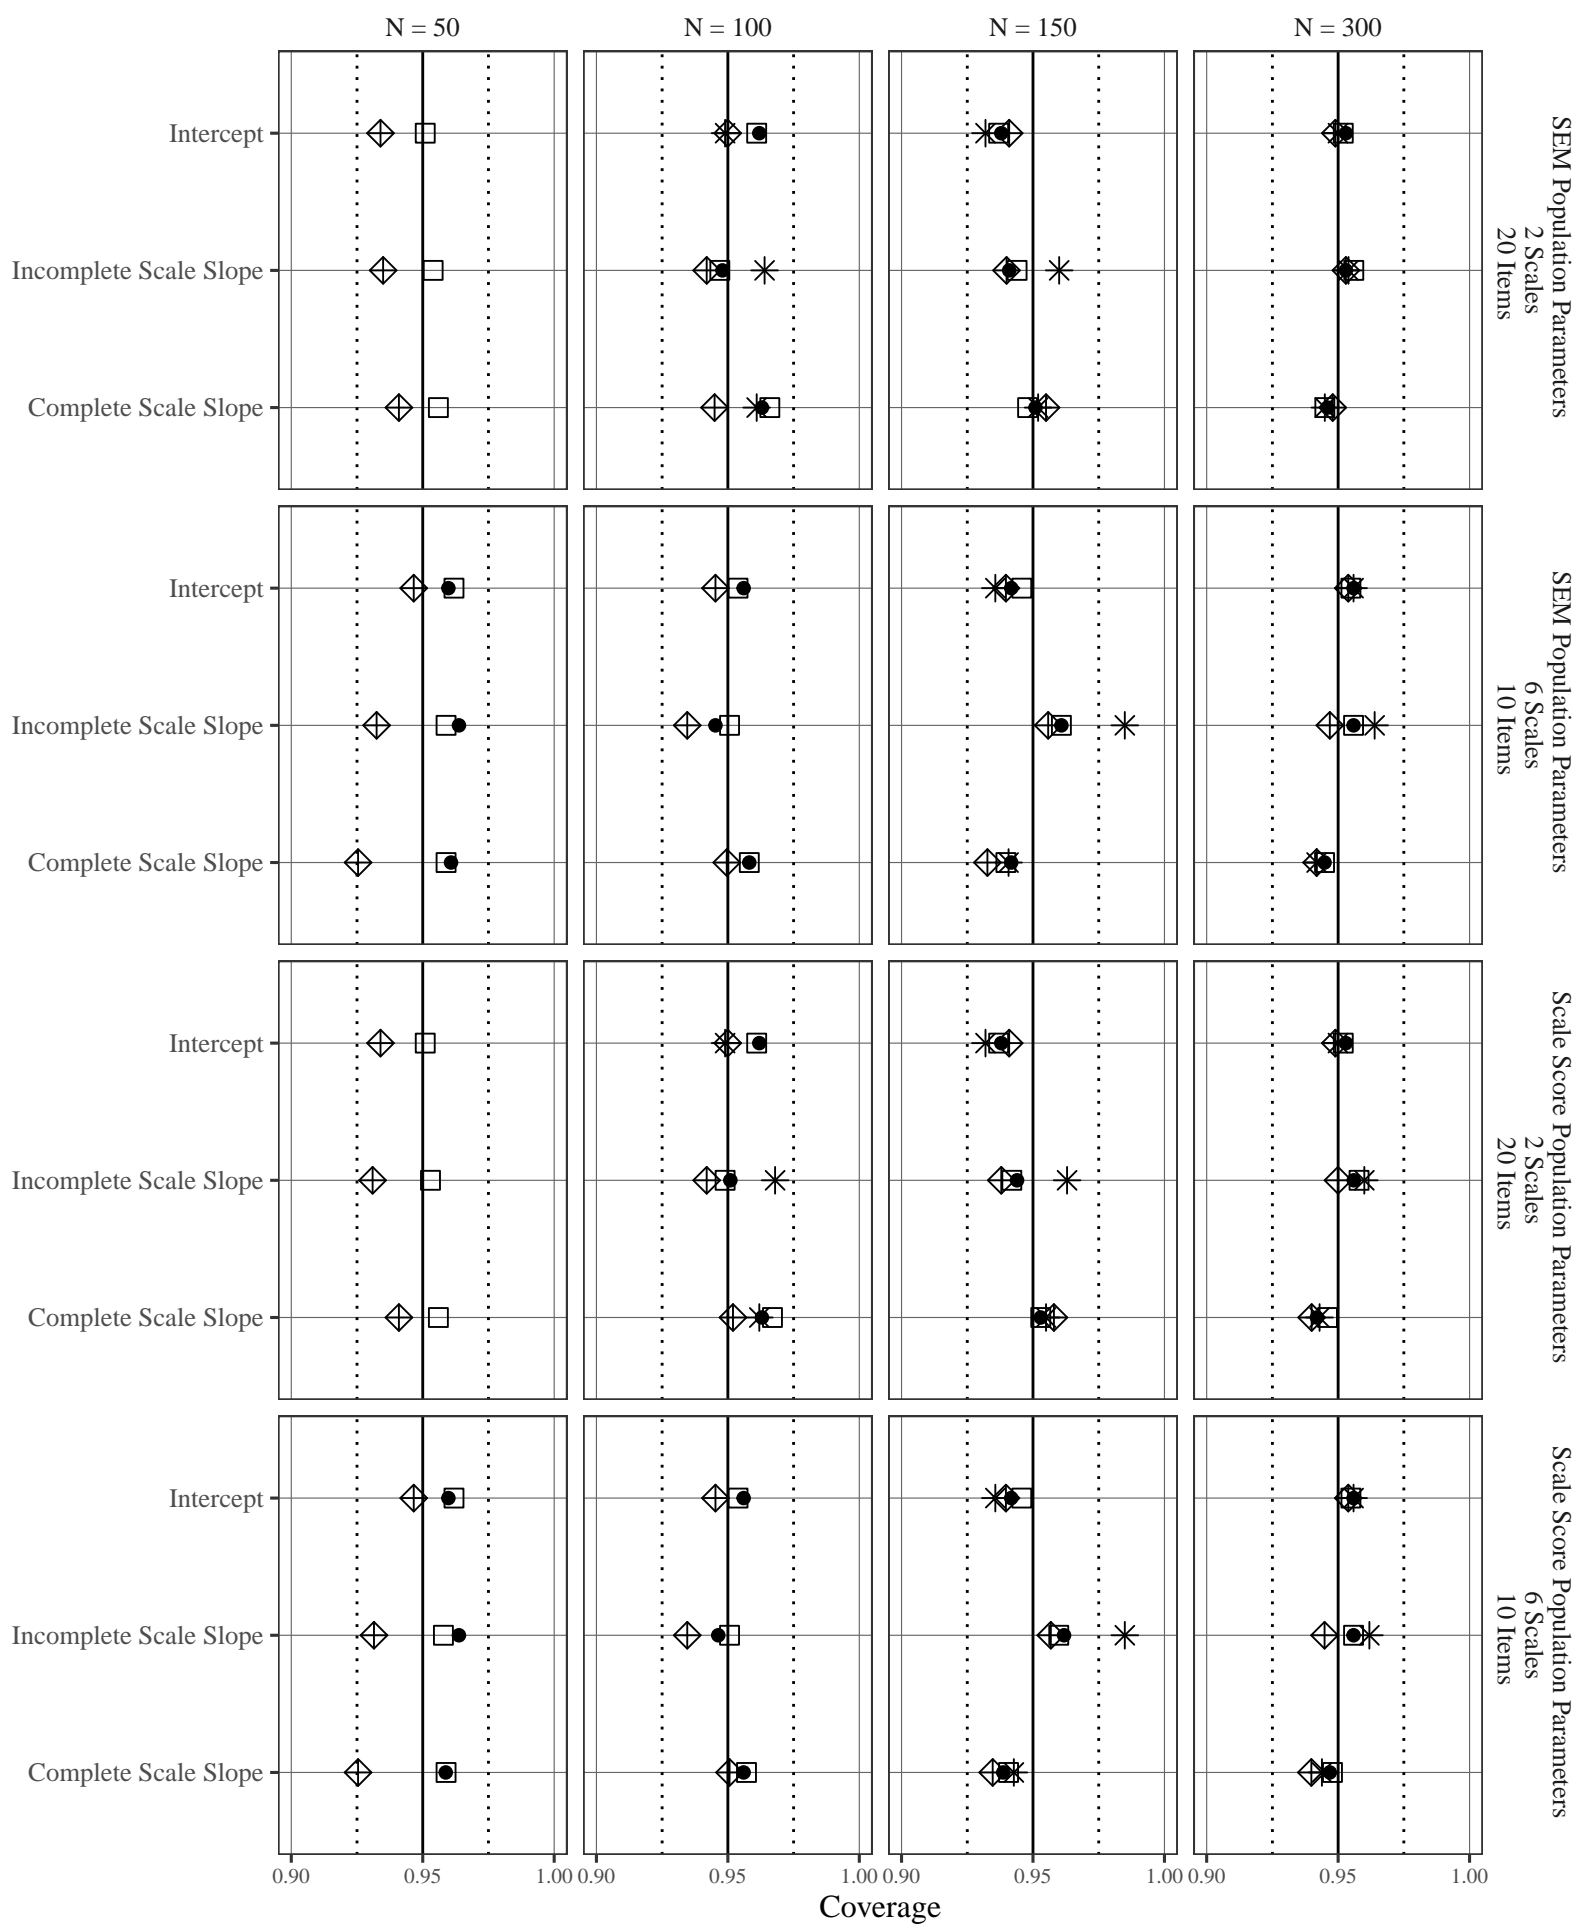 N = 50
N = 100
N = 150
N = 300
Intercept
Incomplete Scale Slope
Complete Scale Slope
SEM Population Parameters
2 Scales
20 Items
Intercept
Incomplete Scale Slope
Complete Scale Slope
SEM Population Parameters
6 Scales
10 Items
Intercept
Incomplete Scale Slope
Complete Scale Slope
Scale Score Population Parameters
2 Scales
20 Items
Intercept
Incomplete Scale Slope
Complete Scale Slope
Scale Score Population Parameters
6 Scales
10 Items
0.90 0.95 1.00 0.90 0.95 1.00 0.90 0.95 1.00 0.90 0.95 1.00
Coverage